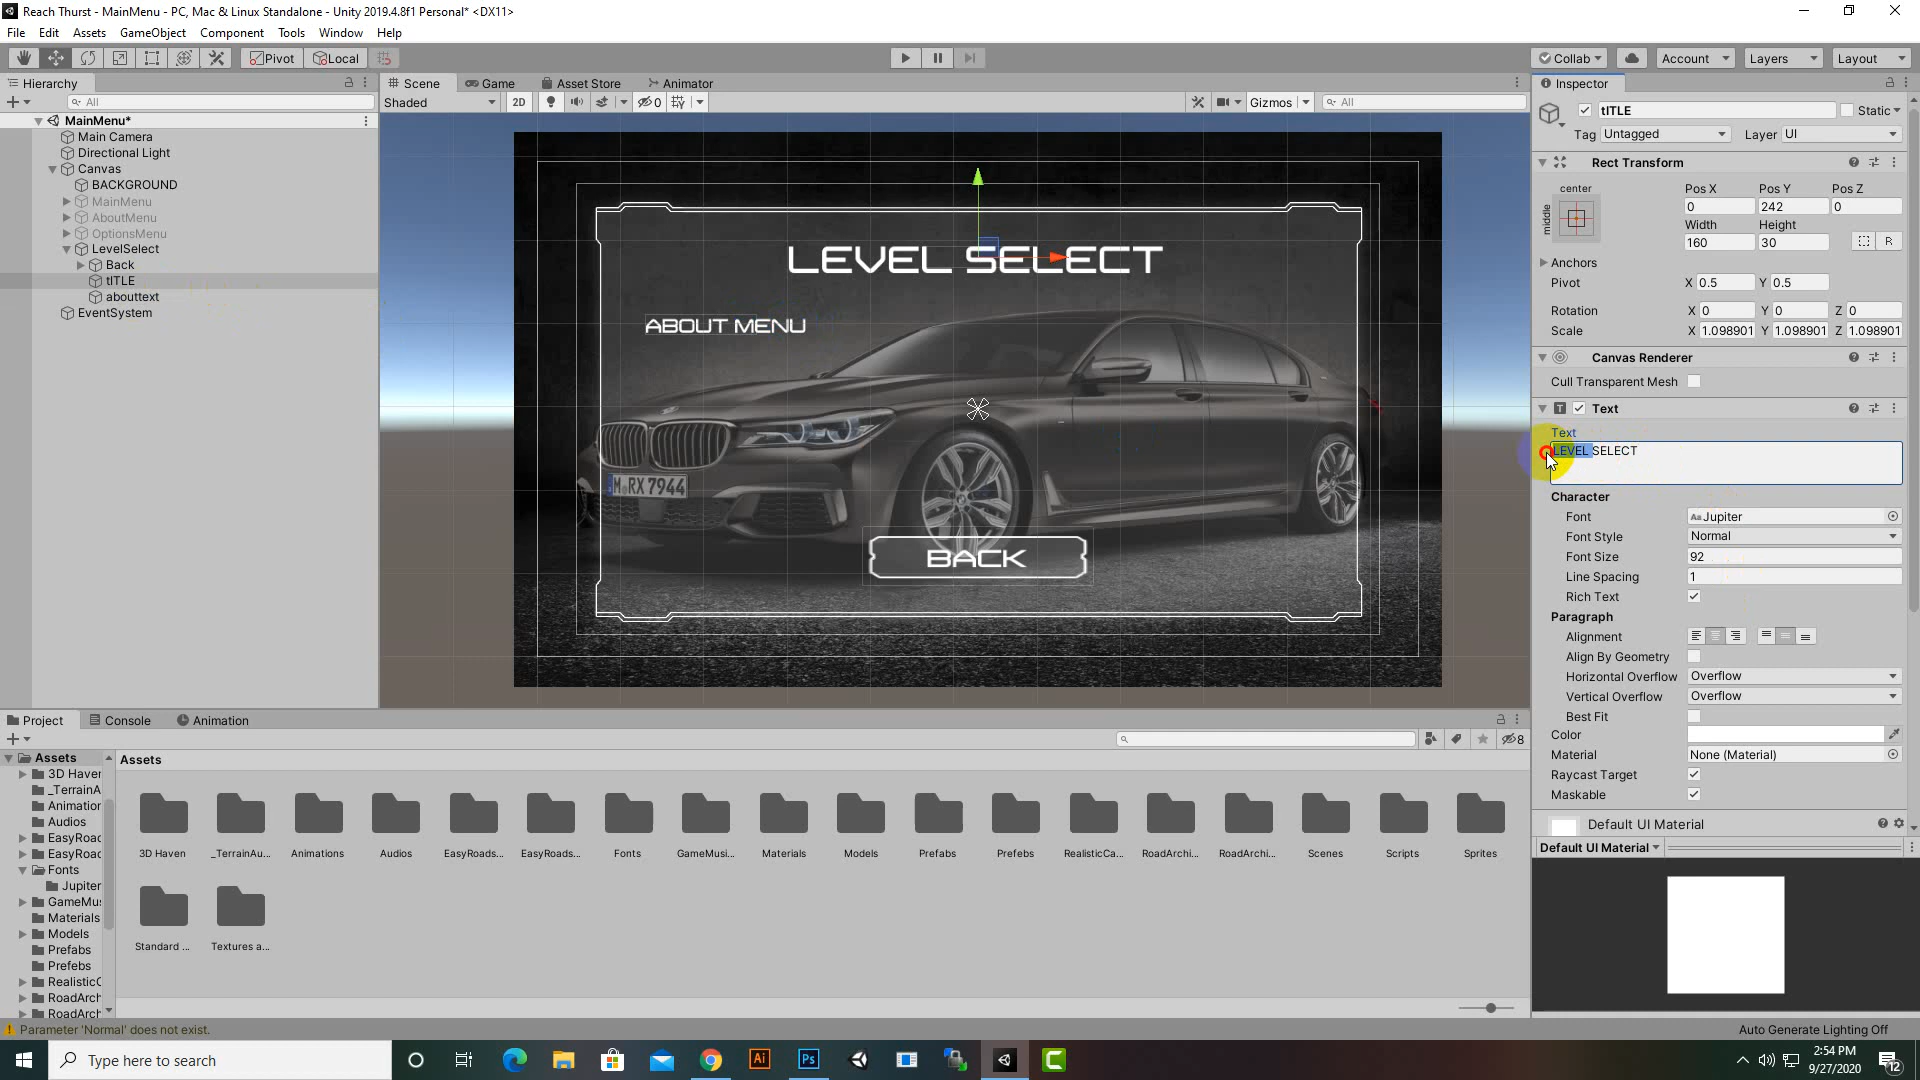 Reach Thurst - MainMenu - PC, Mac & Linux Standalone - Unity 2019.4.8f1 Personal* <DX11>
File Edit Assets GameObject Component Tools Window Help
Pivot Local
Collab Account Layers Layout
Hierarchy
All
MainMenu*
Main Camera
Directional Light
Canvas
BACKGROUND
MainMenu
AboutMenu
OptionsMenu
LevelSelect
Back
tITLE
abouttext
EventSystem
Scene Game Asset Store Animator
Shaded 2D 0 Gizmos All
LEVEL SELECT
ABOUT MENU
M RX 7944
BACK
Inspector
tITLE Static
Tag Untagged Layer UI
Rect Transform
center Pos X Pos Y Pos Z
middle 0 242 0
Width Height
160 30 R
Anchors
Pivot X 0.5 Y 0.5
Rotation X 0 Y 0 Z 0
Scale X 1.098901 Y 1.098901 Z 1.098901
Canvas Renderer
Cull Transparent Mesh
Text
Text
LEVEL SELECT
Character
Font Jupiter
Font Style Normal
Font Size 92
Line Spacing 1
Rich Text
Paragraph
Alignment
Align By Geometry
Horizontal Overflow Overflow
Vertical Overflow Overflow
Best Fit
Color
Material None (Material)
Raycast Target
Maskable
Default UI Material
Default UI Material
Project Console Animation
8
Assets
3D Haven
_TerrainA
Animation
Audios
EasyRoad
EasyRoad
Fonts
Jupiter
GameMus
Materials
Models
Prefabs
Prefebs
RealisticC
RoadArch
RoadArch
Assets
3D Haven _TerrainAu... Animations Audios EasyRoads... EasyRoads... Fonts GameMusi... Materials Models Prefabs Prefebs RealisticCa... RoadArchi... RoadArchi... Scenes Scripts Sprites
Standard ... Textures a...
Parameter 'Normal' does not exist.
Auto Generate Lighting Off
Type here to search
Ai
Ps
2:54 PM
9/27/2020
12